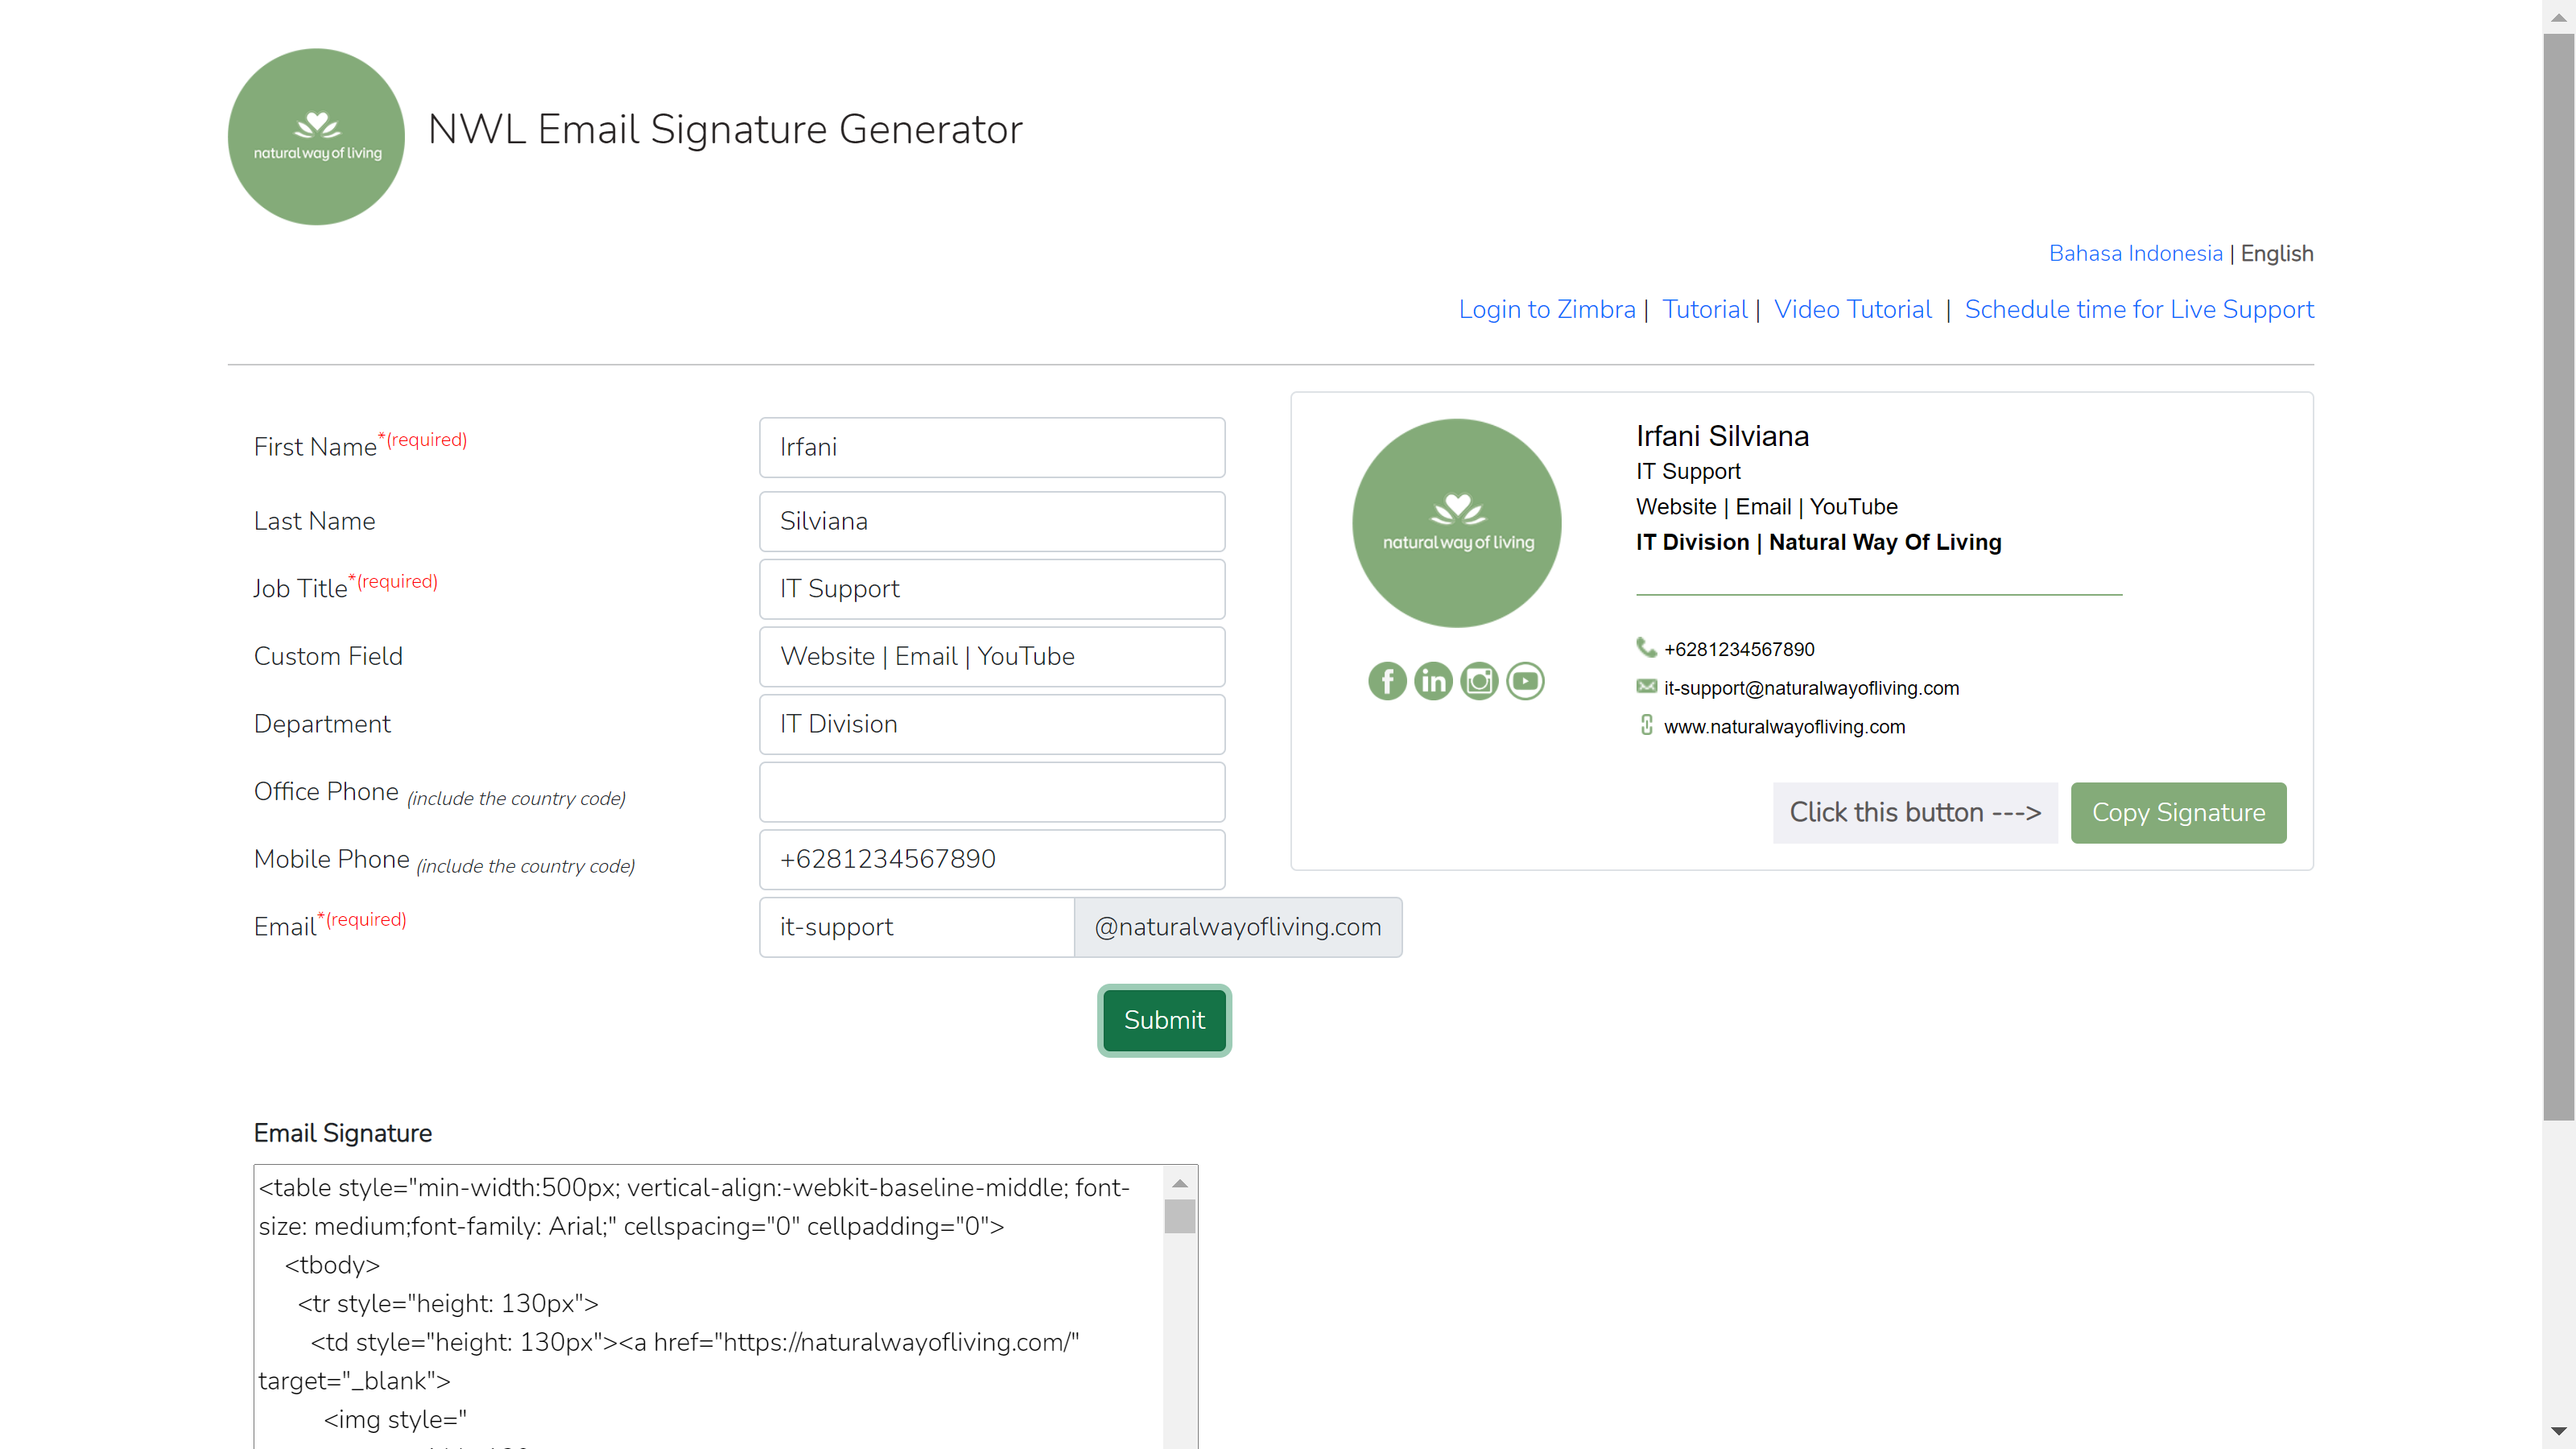 natural way of living
NWL Email Signature Generator
Bahasa Indonesia | English
Login to Zimbra | Tutorial | Video Tutorial | Schedule time for Live Support
First Name*(required)
Irfani
Last Name
Silviana
Job Title*(required)
IT Support
Custom Field
Website | Email | YouTube
Department
IT Division
Office Phone (include the country code)
Mobile Phone (include the country code)
+6281234567890
Email*(required)
it-support
@naturalwayofliving.com
Submit
natural way of living
Irfani Silviana
IT Support
Website | Email | YouTube
IT Division | Natural Way Of Living
+6281234567890
it-support@naturalwayofliving.com
www.naturalwayofliving.com
Click this button --->
Copy Signature
Email Signature
<table style="min-width:500px; vertical-align:-webkit-baseline-middle; font-
size: medium;font-family: Arial;" cellspacing="0" cellpadding="0">
<tbody>
<tr style="height: 130px">
<td style="height: 130px"><a href="https://naturalwayofliving.com/"
target="_blank">
<img style="